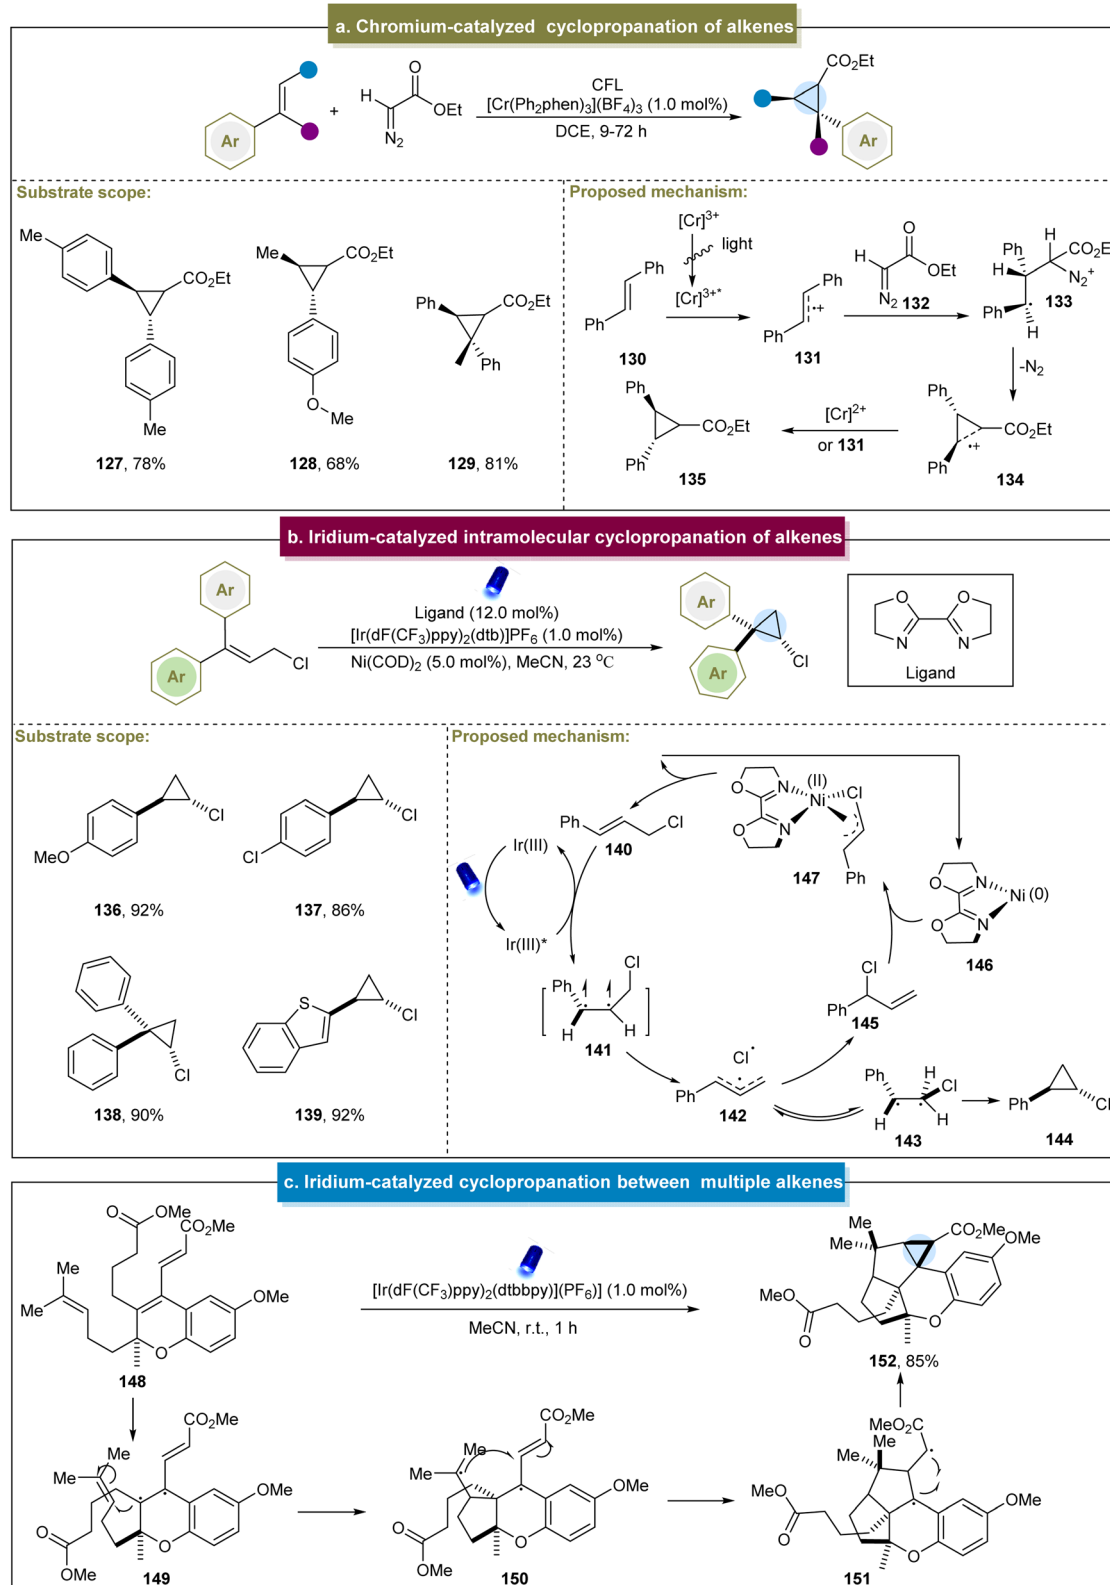 a. Chromium-catalyzed cyclopropanation of alkenes
Ar
+
H
N₂
O
OEt
CFL
[Cr(Ph₂phen)₃](BF₄)₃ (1.0 mol%)
DCE, 9-72 h
CO₂Et
Ar
Substrate scope:
Me
CO₂Et
Me
127, 78%
Me
CO₂Et
O
Me
128, 68%
Ph
CO₂Et
Ph
129, 81%
Proposed mechanism:
[Cr]³⁺
light
[Cr]³⁺*
Ph
Ph
130
Ph
Ph
•+
131
H
O
OEt
N₂ 132
H
Ph
CO₂E
N₂⁺
H
Ph
H
133
-N₂
Ph
CO₂Et
Ph
•+
134
[Cr]²⁺
or 131
Ph
CO₂Et
Ph
135
b. Iridium-catalyzed intramolecular cyclopropanation of alkenes
Ar
Ar
Cl
Ligand (12.0 mol%)
[Ir(dF(CF₃)ppy)₂(dtb)]PF₆ (1.0 mol%)
Ni(COD)₂ (5.0 mol%), MeCN, 23 °C
Ar
Ar
Cl
O
O
N
N
Ligand
Substrate scope:
MeO
Cl
136, 92%
Cl
Cl
137, 86%
Cl
138, 90%
S
Cl
139, 92%
Proposed mechanism:
Ph
Cl
140
Ir(III)
Ir(III)*
Cl
Ph
H
H
141
Cl•
Ph
142
Ph
H
Cl
H
H
143
Ph
Cl
144
Cl
Ph
145
O
N
Ni(0)
O
N
146
(II)
O
N
Ni
Cl
O
N
Ph
147
c. Iridium-catalyzed cyclopropanation between multiple alkenes
O
OMe
CO₂Me
Me
Me
OMe
O
148
[Ir(dF(CF₃)ppy)₂(dtbbpy)](PF₆)] (1.0 mol%)
MeCN, r.t., 1 h
Me
Me
CO₂Me
OMe
MeO
O
O
152, 85%
CO₂Me
Me
Me
OMe
O
O
OMe
149
CO₂Me
Me
Me
OMe
O
O
OMe
150
MeO₂C
Me
Me
MeO
OMe
O
O
151